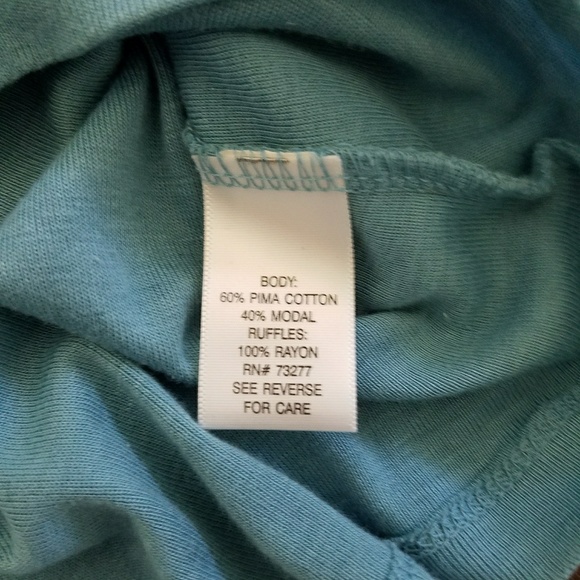 BODY:
60% PIMA COTTON
40% MODAL
RUFFLES:
100% RAYON
RN# 73277
SEE REVERSE
FOR CARE